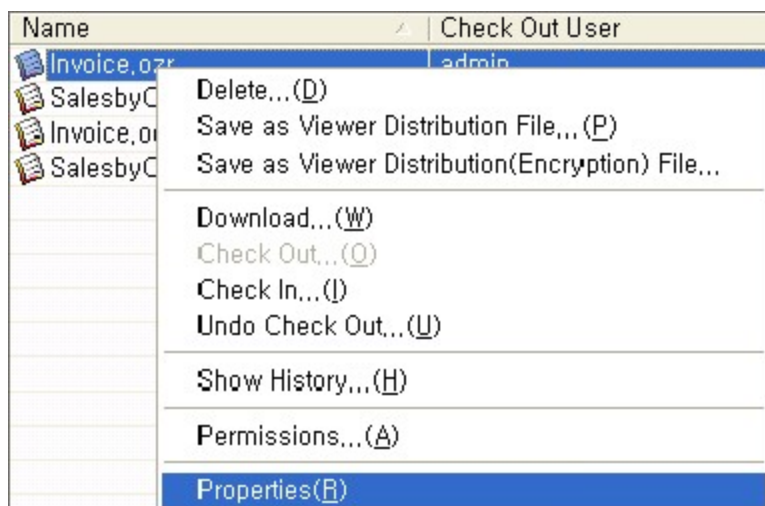 Name Check Out User
Invoice,ozr admin
SalesbyC
Invoice,o
SalesbyC
Delete,,,(D)
Save as Viewer Distribution File,,,(P)
Save as Viewer Distribution(Encryption) File,,,
Download,,,(W)
Check Out,,,(O)
Check In,,,(I)
Undo Check Out,,,(U)
Show History,,,(H)
Permissions,,,(A)
Properties(R)